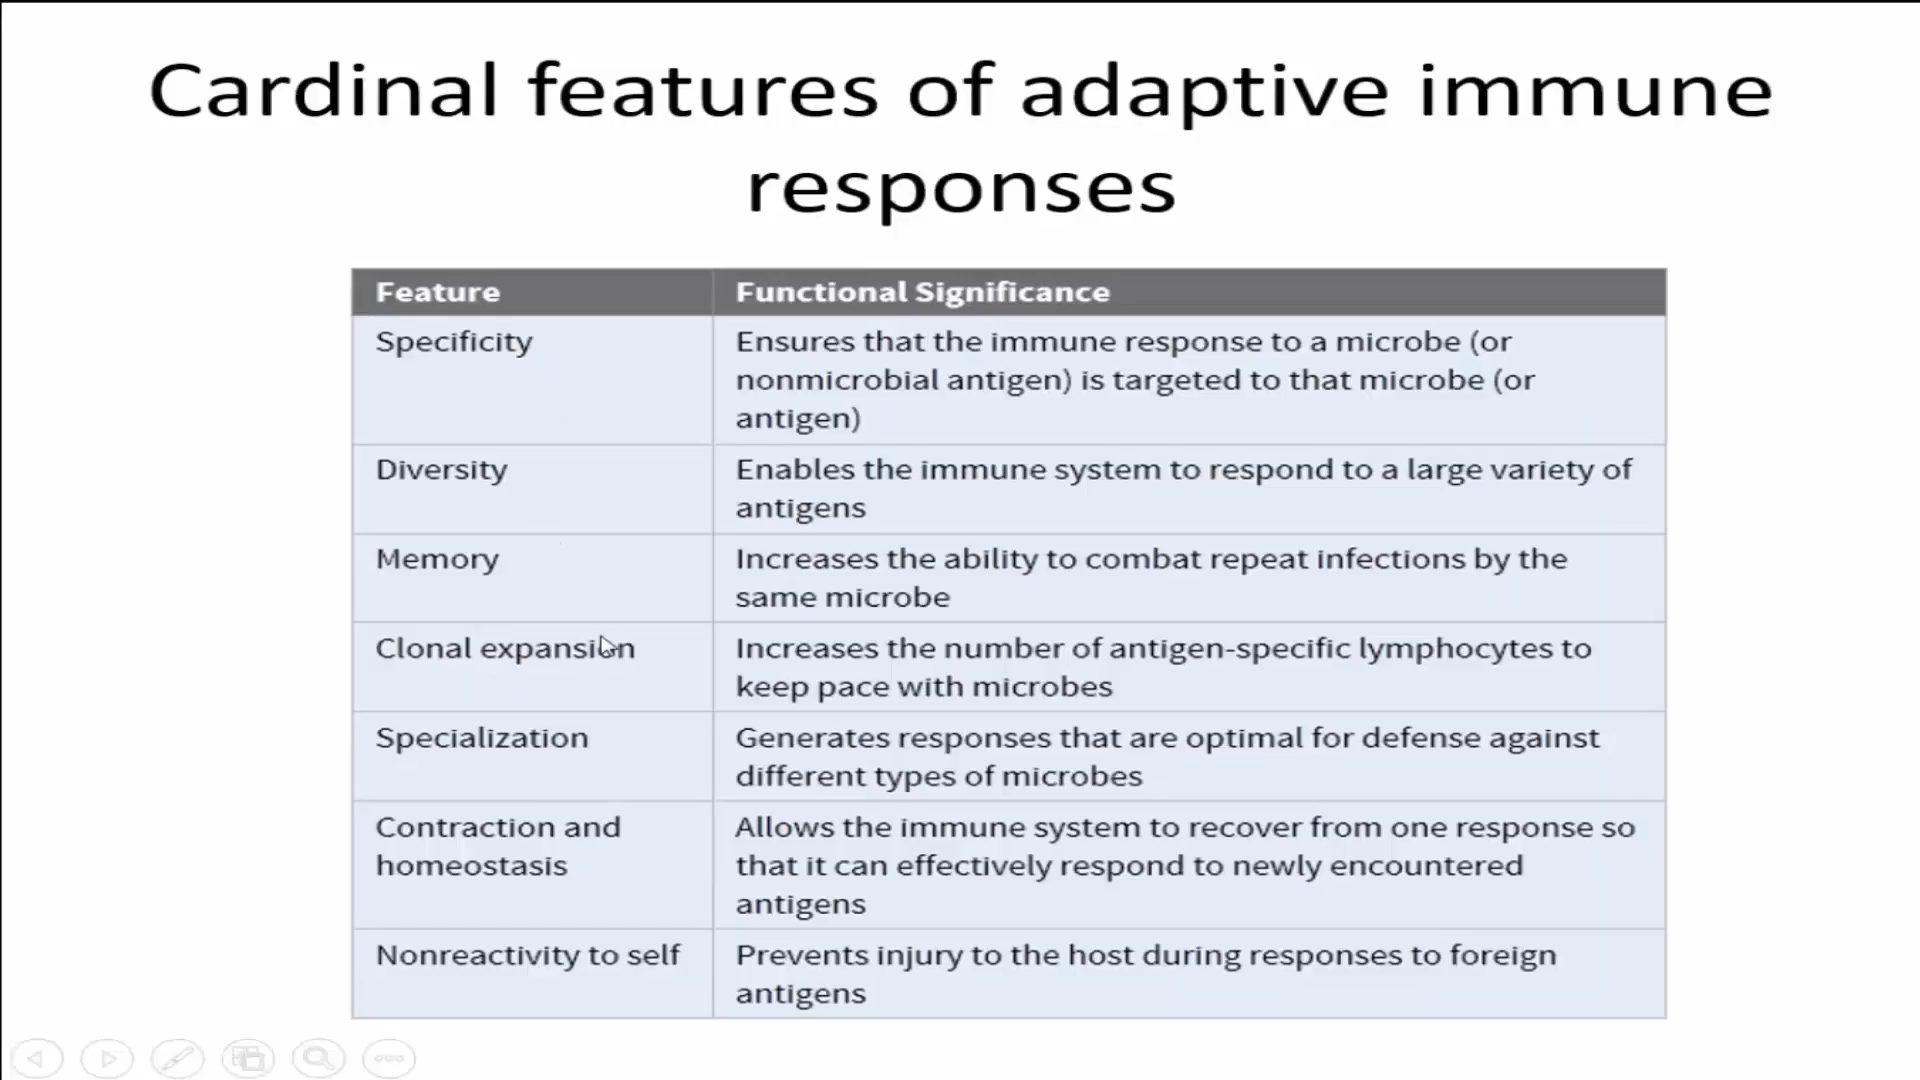 Cardinal features of adaptive immune
responses
Feature
Functional Significance
Specificity
Ensures that the immune response to a microbe (or
nonmicrobial antigen) is targeted to that microbe (or
antigen)
Diversity
Enables the immune system to respond to a large variety of
antigens
Memory
Increases the ability to combat repeat infections by the
same microbe
Clonal expansion
Increases the number of antigen-specific lymphocytes to
keep pace with microbes
Specialization
Generates responses that are optimal for defense against
different types of microbes
Contraction and
homeostasis
Allows the immune system to recover from one response so
that it can effectively respond to newly encountered
antigens
Nonreactivity to self
Prevents injury to the host during responses to foreign
antigens